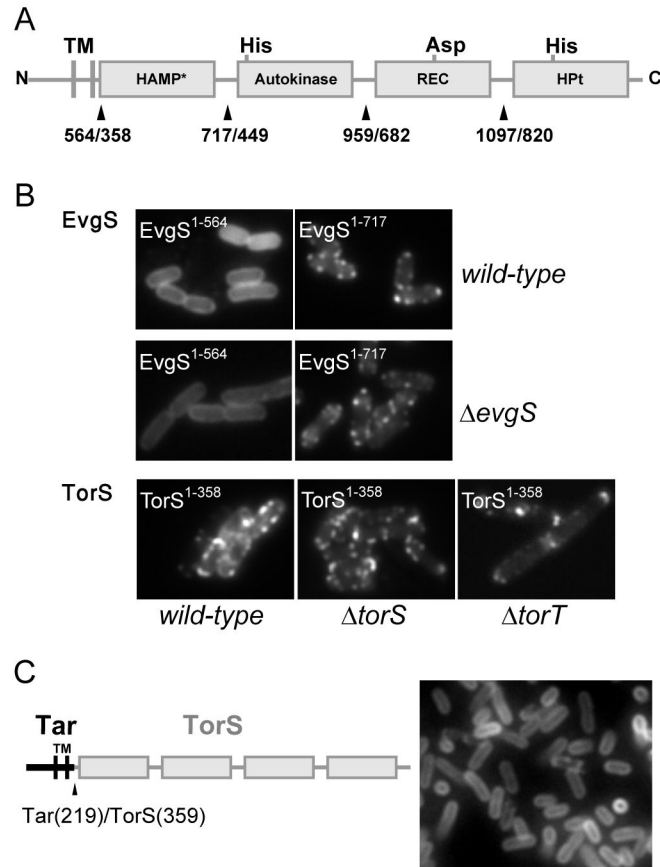 A
TM His Asp His
N HAMP* Autokinase REC HPt C
564/358 717/449 959/682 1097/820
B
EvgS EvgS1-564 EvgS1-717 wild-type
EvgS1-564 EvgS1-717 ΔevgS
TorS TorS1-358 TorS1-358 TorS1-358
wild-type ΔtorS ΔtorT
C
Tar TorS
TM
Tar(219)/TorS(359)